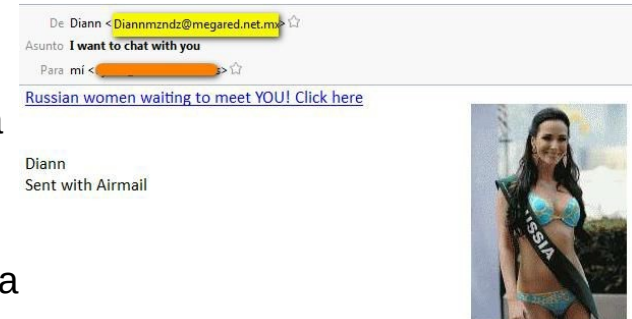 De Diann <Diannmzndz@megared.net.mx>
Asunto I want to chat with you
Para mí < >
Russian women waiting to meet YOU! Click here
a
Diann
Sent with Airmail
a
RUSSIA